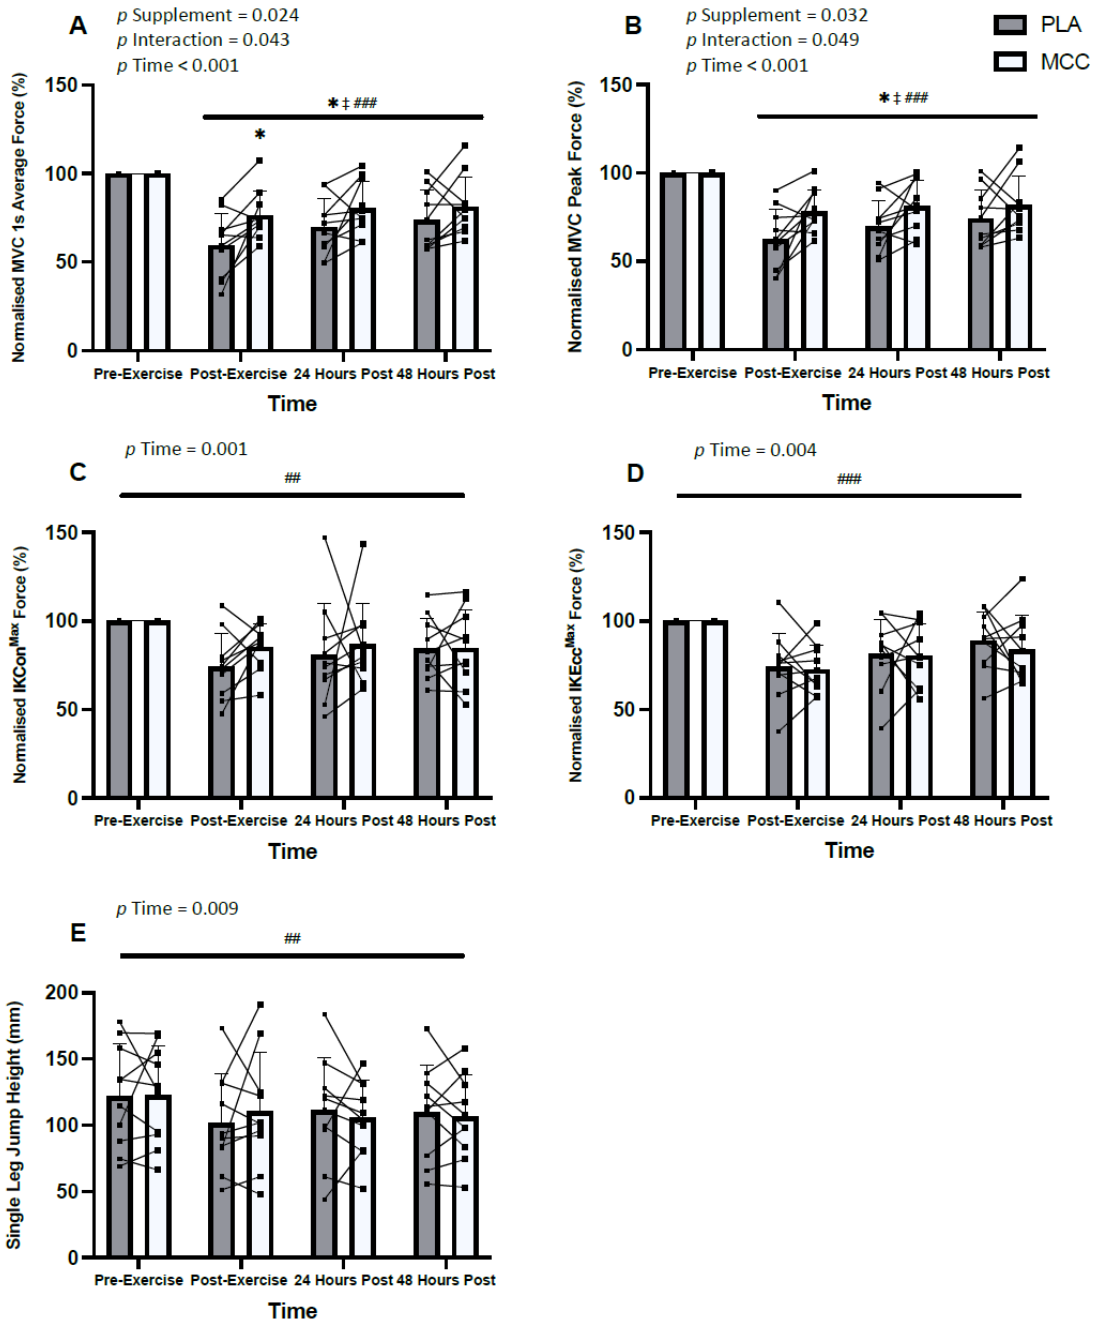 A
p Supplement = 0.024
p Interaction = 0.043
p Time < 0.001
* ‡ ###
*
Normalised MVC 1s Average Force (%)
150
100
50
0
Pre-Exercise Post-Exercise 24 Hours Post 48 Hours Post
Time
B
p Supplement = 0.032
p Interaction = 0.049
p Time < 0.001
PLA
MCC
* ‡ ###
Normalised MVC Peak Force (%)
150
100
50
0
Pre-Exercise Post-Exercise 24 Hours Post 48 Hours Post
Time
C
p Time = 0.001
##
Normalised IKConMax Force (%)
150
100
50
0
Pre-Exercise Post-Exercise 24 Hours Post 48 Hours Post
Time
D
p Time = 0.004
###
Normalised IKEccMax Force (%)
150
100
50
0
Pre-Exercise Post-Exercise 24 Hours Post 48 Hours Post
Time
E
p Time = 0.009
##
Single Leg Jump Height (mm)
200
150
100
50
0
Pre-Exercise Post-Exercise 24 Hours Post 48 Hours Post
Time